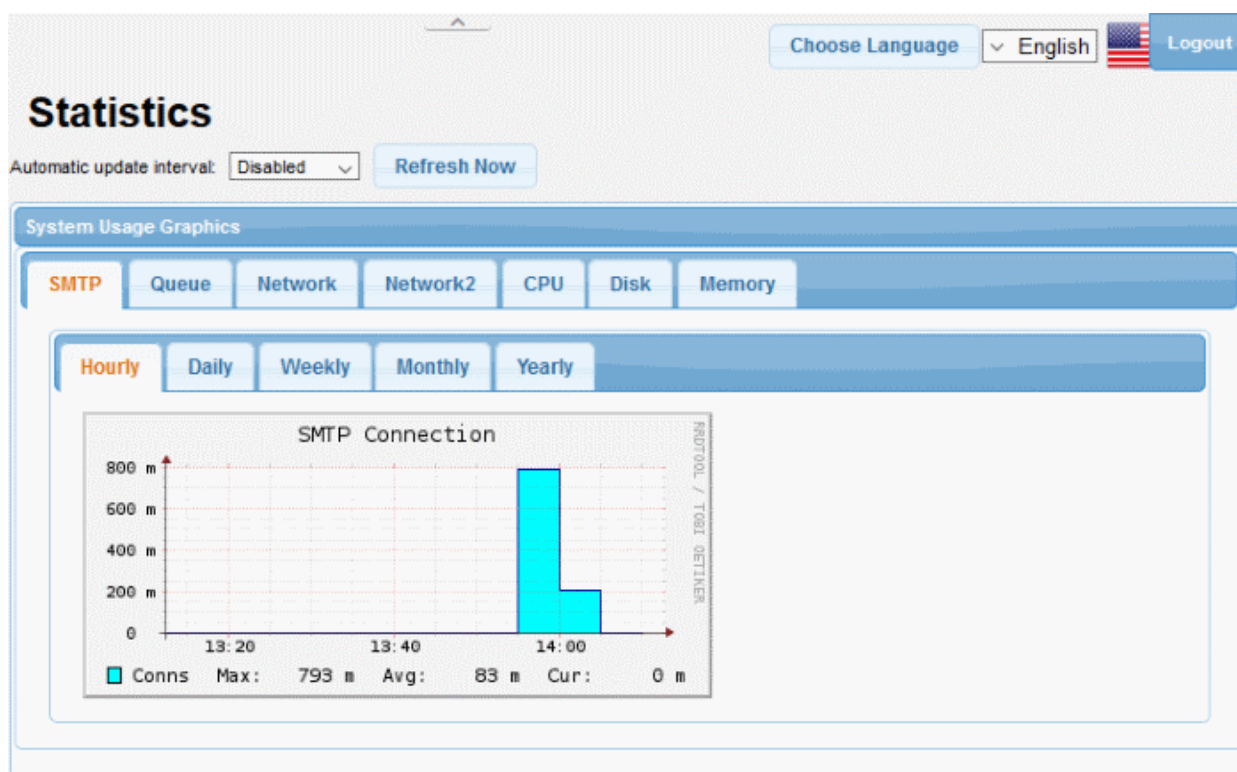 Choose Language English Logout
Statistics
Automatic update interval: Disabled Refresh Now
System Usage Graphics
SMTP Queue Network Network2 CPU Disk Memory
Hourly Daily Weekly Monthly Yearly
SMTP Connection
800 m
600 m
400 m
200 m
0
13:20 13:40 14:00
Conns Max: 793 m Avg: 83 m Cur: 0 m
RRDTOOL / TOBI OETIKER